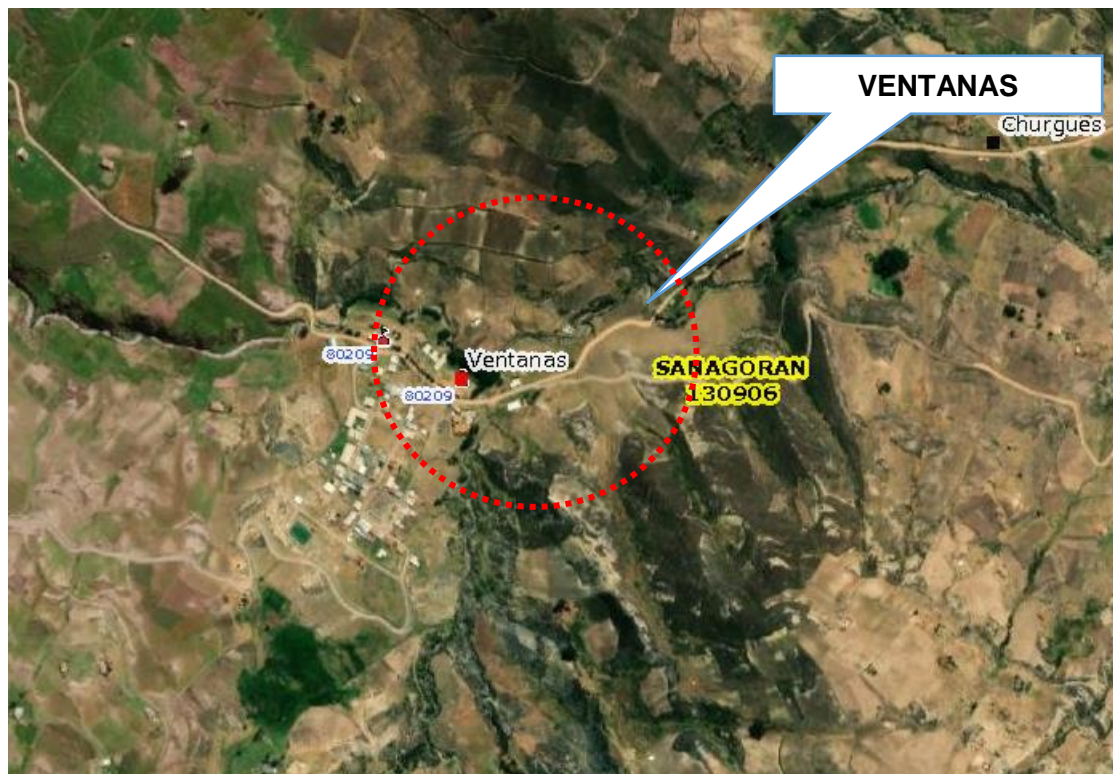 VENTANAS
Churgues
80209
Ventanas
80209
SANAGORAN
130906